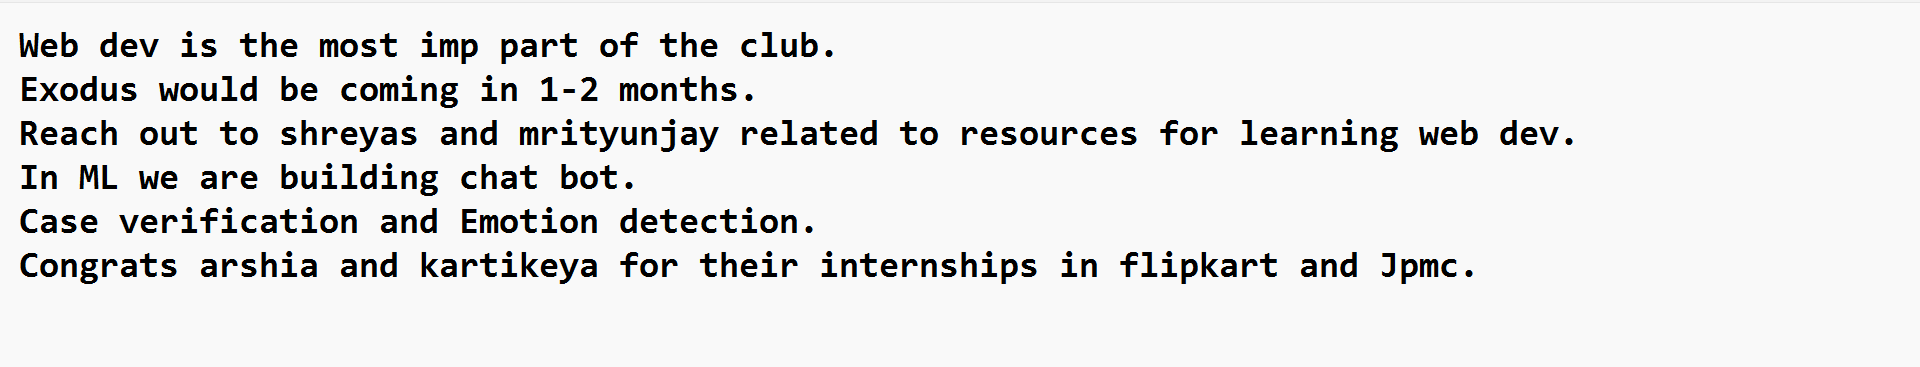 Web dev is the most imp part of the club.
Exodus would be coming in 1-2 months.
Reach out to shreyas and mrityunjay related to resources for learning web dev.
In ML we are building chat bot.
Case verification and Emotion detection.
Congrats arshia and kartikeya for their internships in flipkart and Jpmc.